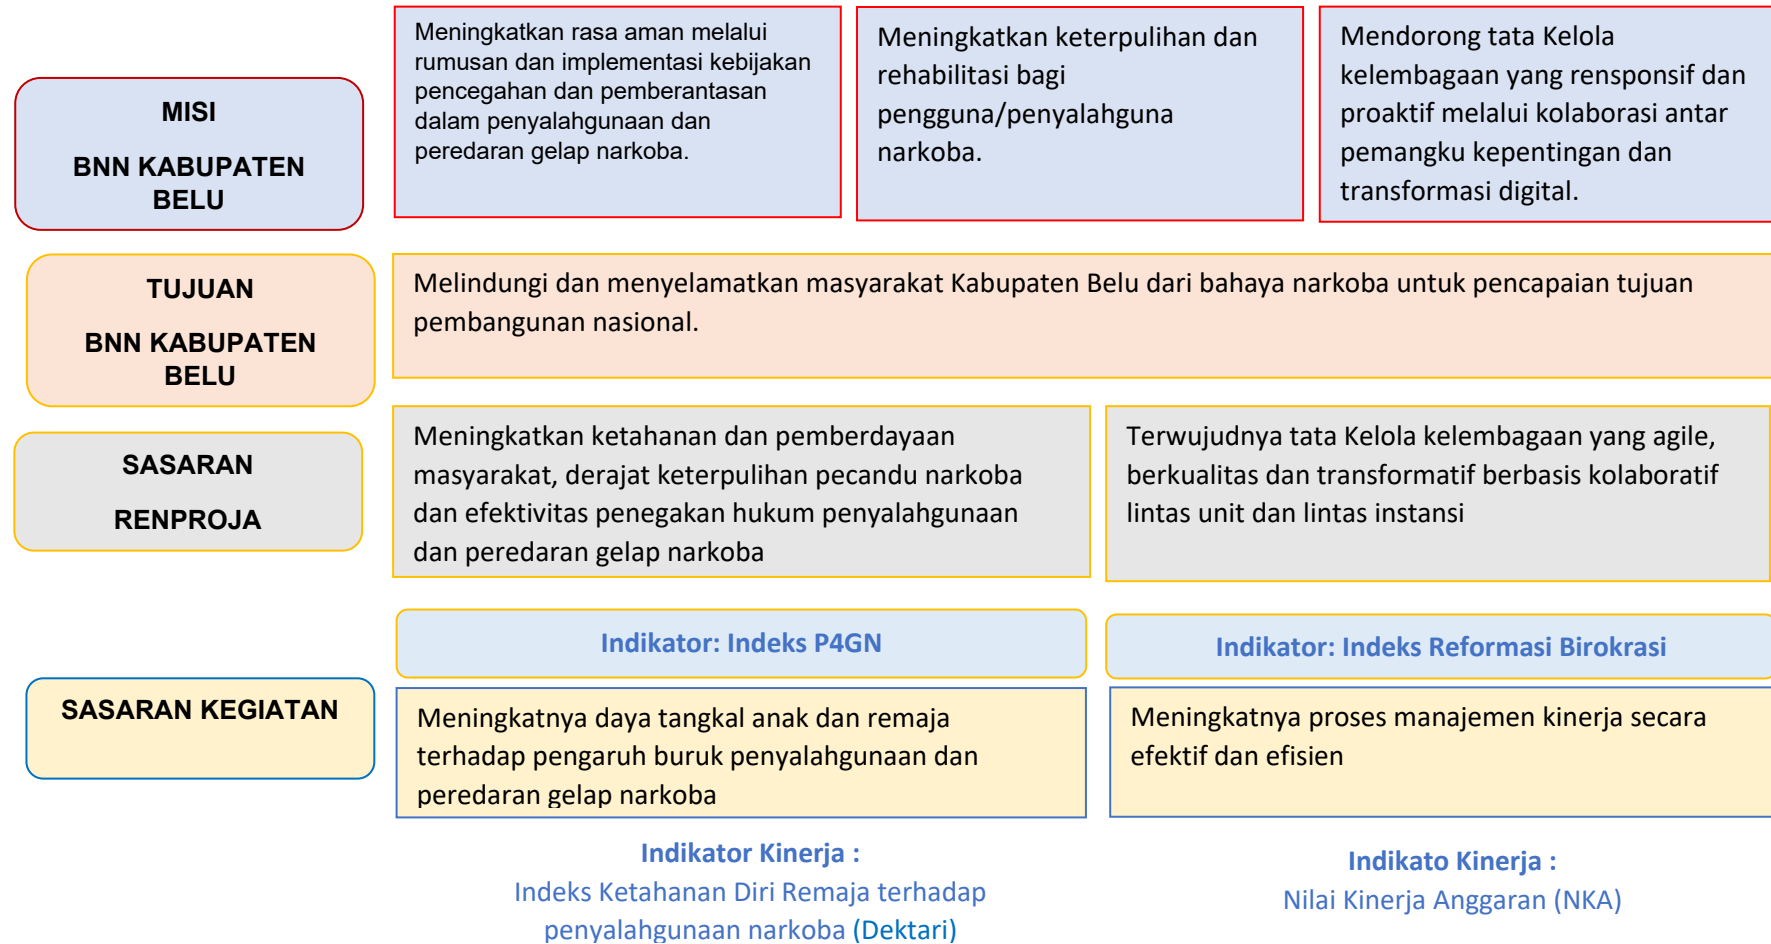 MISI
BNN KABUPATEN
BELU
Meningkatkan rasa aman melalui
rumusan dan implementasi kebijakan
pencegahan dan pemberantasan
dalam penyalahgunaan dan
peredaran gelap narkoba.
Meningkatkan keterpulihan dan
rehabilitasi bagi
pengguna/penyalahguna
narkoba.
Mendorong tata Kelola
kelembagaan yang rensponsif dan
proaktif melalui kolaborasi antar
pemangku kepentingan dan
transformasi digital.
TUJUAN
BNN KABUPATEN
BELU
Melindungi dan menyelamatkan masyarakat Kabupaten Belu dari bahaya narkoba untuk pencapaian tujuan
pembangunan nasional.
SASARAN
RENPROJA
Meningkatkan ketahanan dan pemberdayaan
masyarakat, derajat keterpulihan pecandu narkoba
dan efektivitas penegakan hukum penyalahgunaan
dan peredaran gelap narkoba
Terwujudnya tata Kelola kelembagaan yang agile,
berkualitas dan transformatif berbasis kolaboratif
lintas unit dan lintas instansi
Indikator: Indeks P4GN
Indikator: Indeks Reformasi Birokrasi
SASARAN KEGIATAN
Meningkatnya daya tangkal anak dan remaja
terhadap pengaruh buruk penyalahgunaan dan
peredaran gelap narkoba
Meningkatnya proses manajemen kinerja secara
efektif dan efisien
Indikator Kinerja :
Indeks Ketahanan Diri Remaja terhadap
penyalahgunaan narkoba (Dektari)
Indikato Kinerja :
Nilai Kinerja Anggaran (NKA)